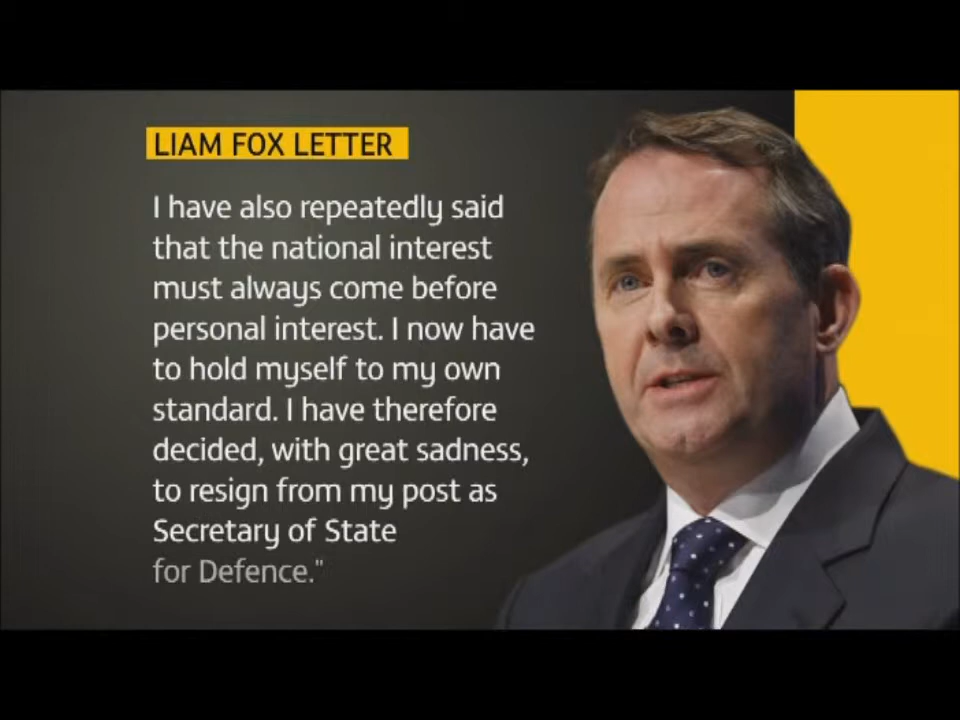 LIAM FOX LETTER
I have also repeatedly said
that the national interest
must always come before
personal interest. I now have
to hold myself to my own
standard. I have therefore
decided, with great sadness,
to resign from my post as
Secretary of State
for Defence."